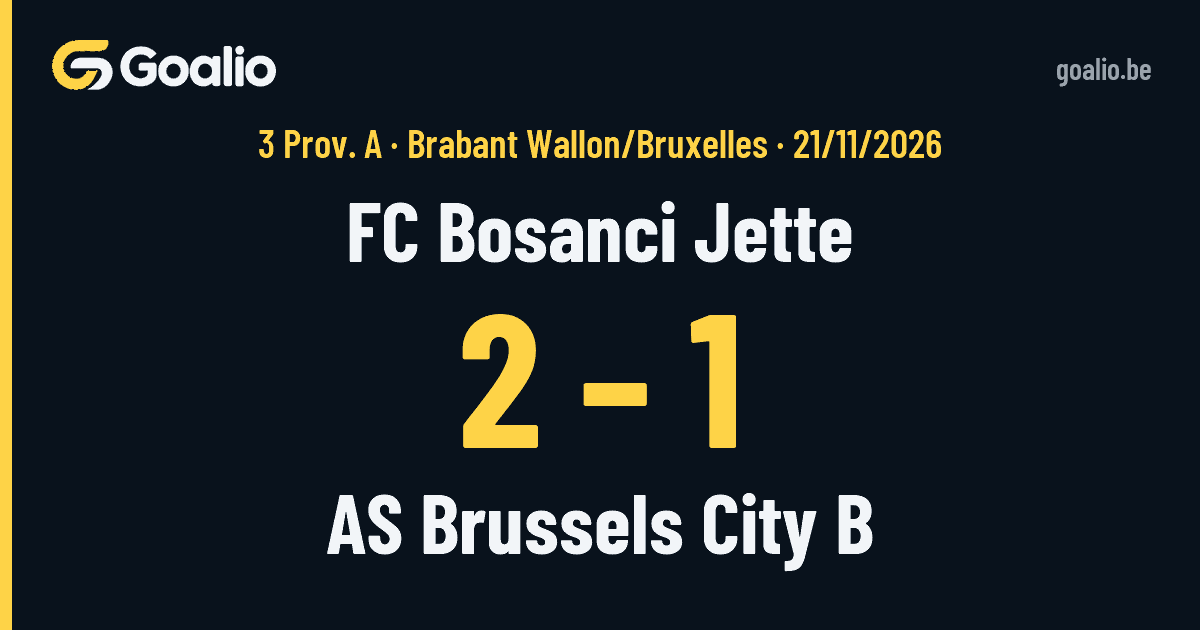 Goalio
goalio.be
3 Prov. A · Brabant Wallon/Bruxelles · 21/11/2026
FC Bosanci Jette
2 – 1
AS Brussels City B